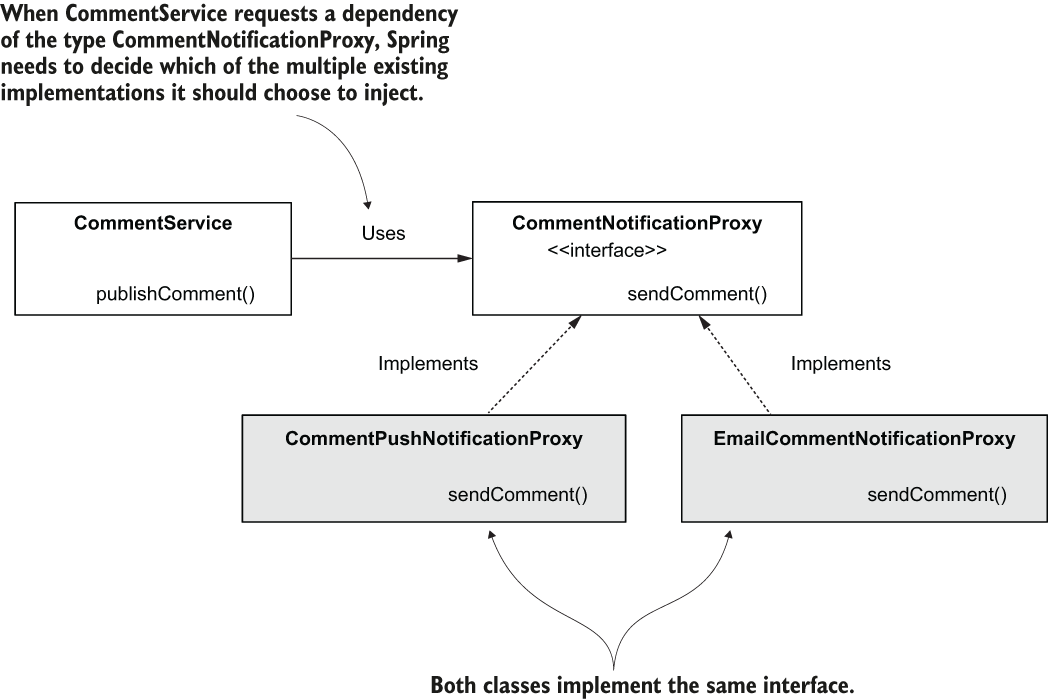 When CommentService requests a dependency
of the type CommentNotificationProxy, Spring
needs to decide which of the multiple existing
implementations it should choose to inject.
CommentService
publishComment()
Uses
CommentNotificationProxy
<<interface>>
sendComment()
Implements
Implements
CommentPushNotificationProxy
sendComment()
EmailCommentNotificationProxy
sendComment()
Both classes implement the same interface.